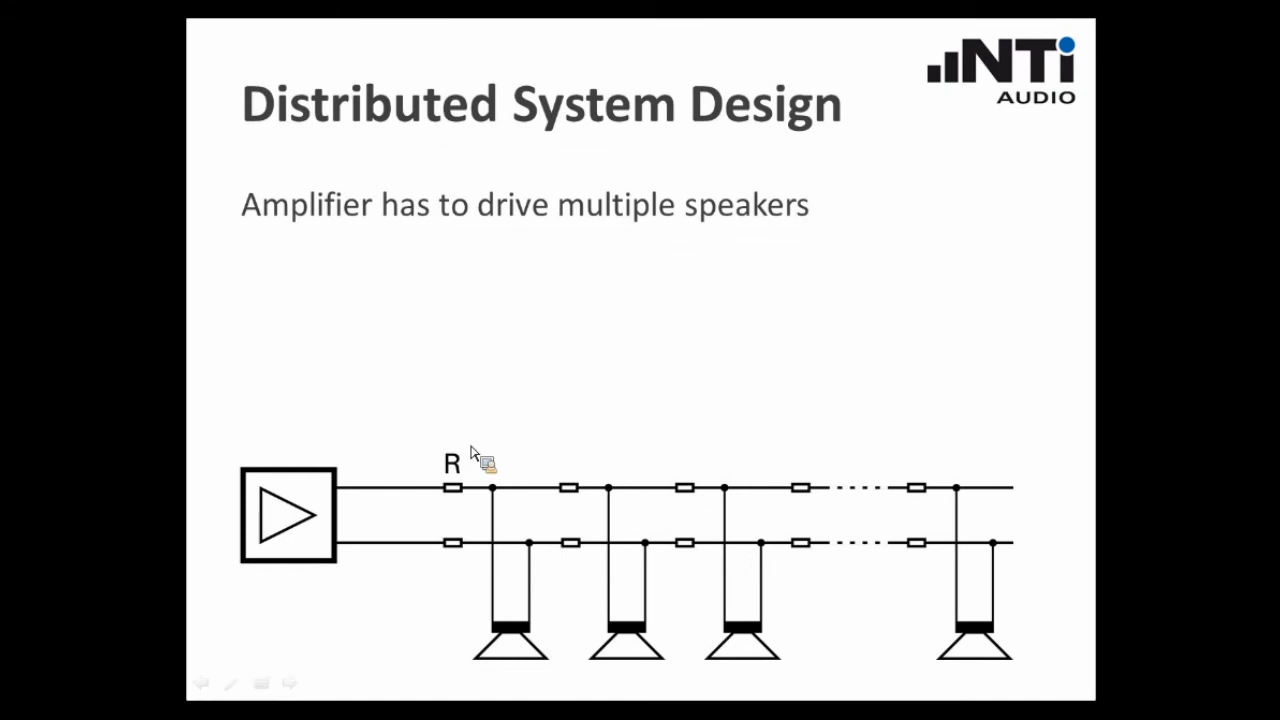 NTi
AUDIO
Distributed System Design
Amplifier has to drive multiple speakers
R